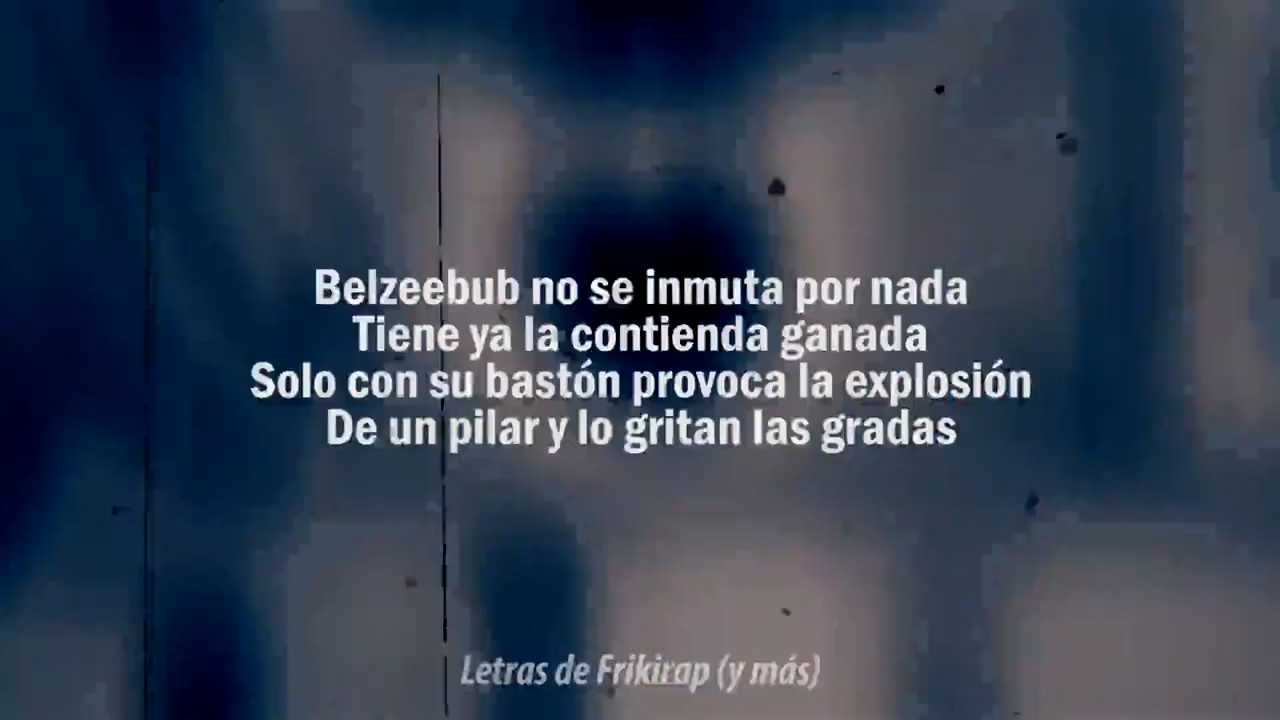 Belzeebub no se inmuta por nada
Tiene ya la contienda ganada
Solo con su bastón provoca la explosión
De un pilar y lo gritan las gradas
Letras de Frikirap (y más)